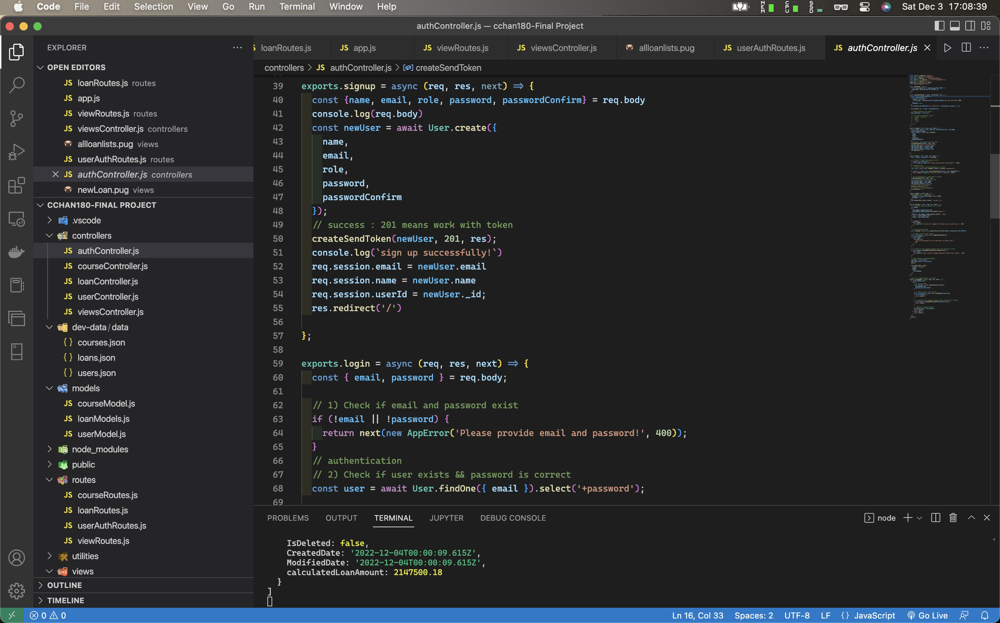 Code File Edit Selection View Go Run Terminal Window Help MEM CPU SSD Sat Dec 3 17:08:39
authController.js — cchan180-Final Project
EXPLORER
loanRoutes.js app.js viewRoutes.js viewsController.js allloanlists.pug userAuthRoutes.js authController.js
controllers > JS authController.js > createSendToken
OPEN EDITORS
JS loanRoutes.js routes
JS app.js
JS viewRoutes.js routes
JS viewsController.js controllers
allloanlists.pug views
JS userAuthRoutes.js routes
JS authController.js controllers
newLoan.pug views
CCHAN180-FINAL PROJECT
.vscode
controllers
JS authController.js
JS courseController.js
JS loanController.js
JS userController.js
JS viewsController.js
dev-data / data
{} courses.json
{} loans.json
{} users.json
models
JS courseModel.js
JS loanModels.js
JS userModel.js
node_modules
public
routes
JS courseRoutes.js
JS loanRoutes.js
JS userAuthRoutes.js
JS viewRoutes.js
utilities
views
OUTLINE
TIMELINE
39 exports.signup = async (req, res, next) => {
40 const {name, email, role, password, passwordConfirm} = req.body
41 console.log(req.body)
42 const newUser = await User.create({
43 name,
44 email,
45 role,
46 password,
47 passwordConfirm
48 });
49 // success : 201 means work with token
50 createSendToken(newUser, 201, res);
51 console.log(`sign up successfully!`)
52 req.session.email = newUser.email
53 req.session.name = newUser.name
54 req.session.userId = newUser._id;
55 res.redirect('/')
56
57 };
58
59 exports.login = async (req, res, next) => {
60 const { email, password } = req.body;
61
62 // 1) Check if email and password exist
63 if (!email || !password) {
64 return next(new AppError('Please provide email and password!', 400));
65 }
66 // authentication
67 // 2) Check if user exists && password is correct
68 const user = await User.findOne({ email }).select('+password');
69
PROBLEMS OUTPUT TERMINAL JUPYTER DEBUG CONSOLE node
IsDeleted: false,
CreatedDate: '2022-12-04T00:00:09.615Z',
ModifiedDate: '2022-12-04T00:00:09.615Z',
calculatedLoanAmount: 2147500.18
}
]
0 0 Ln 16, Col 33 Spaces: 2 UTF-8 LF {} JavaScript Go Live